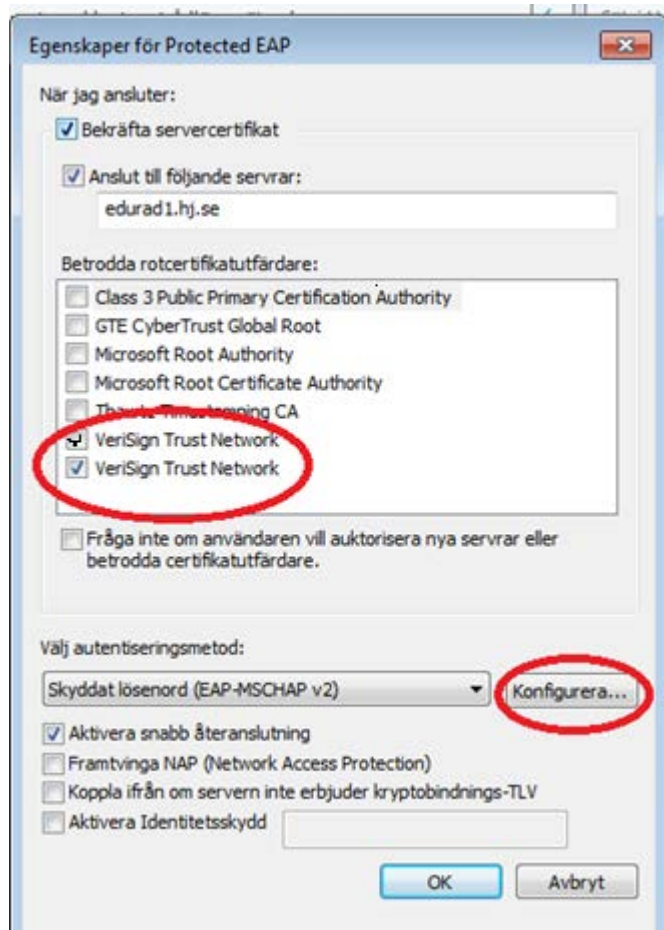 Egenskaper för Protected EAP
När jag ansluter:
Bekräfta servercertifikat
Anslut till följande servrar:
edurad1.hj.se
Betrodda rotcertifikatutfärdare:
Class 3 Public Primary Certification Authority
GTE CyberTrust Global Root
Microsoft Root Authority
Microsoft Root Certificate Authority
Thawte Timestamping CA
VeriSign Trust Network
VeriSign Trust Network
Fråga inte om användaren vill auktorisera nya servrar eller
betrodda certifikatutfärdare.
Välj autentiseringsmetod:
Skyddat lösenord (EAP-MSCHAP v2)
Konfigurera...
Aktivera snabb återanslutning
Framtvinga NAP (Network Access Protection)
Koppla ifrån om servern inte erbjuder kryptobindnings-TLV
Aktivera Identitetsskydd
OK
Avbryt